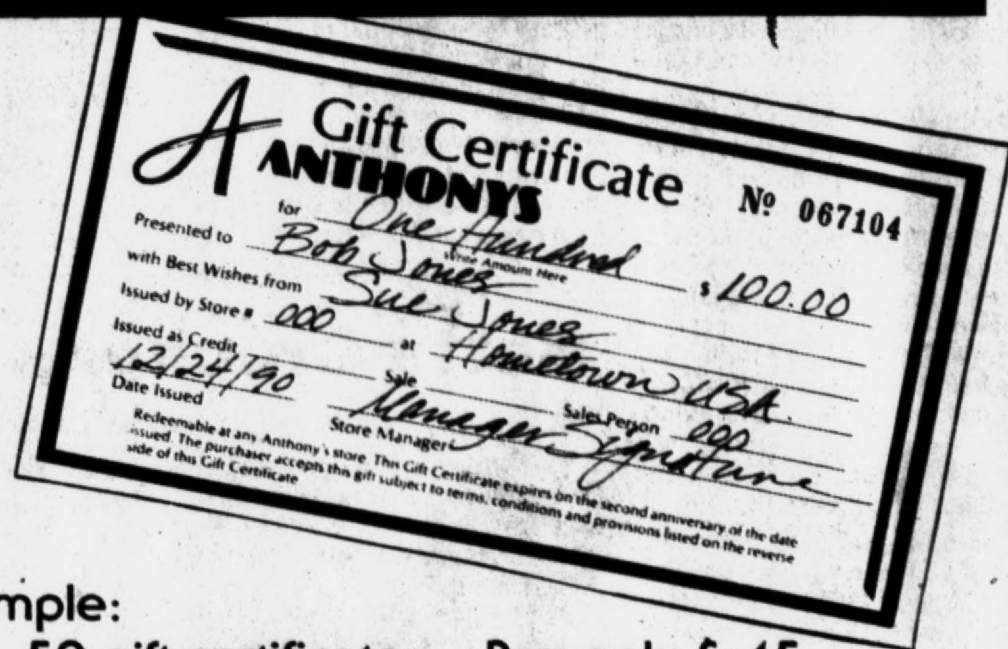 A Gift Certificate
ANTHONYS
Nº 067104
for One Hundred $ 100.00
Write Amount Here
Presented to Bob Jones
with Best Wishes from Sue Jones
Issued by Store # 000 at Hometown USA.
Issued as Credit Sale Sales Person 000
12/24/90 Manager Signature
Date Issued Store Manager
Redeemable at any Anthony's store. This Gift Certificate expires on the second anniversary of the date
issued. The purchaser accepts this gift subject to terms, conditions and provisions listed on the reverse
side of this Gift Certificate
mple: